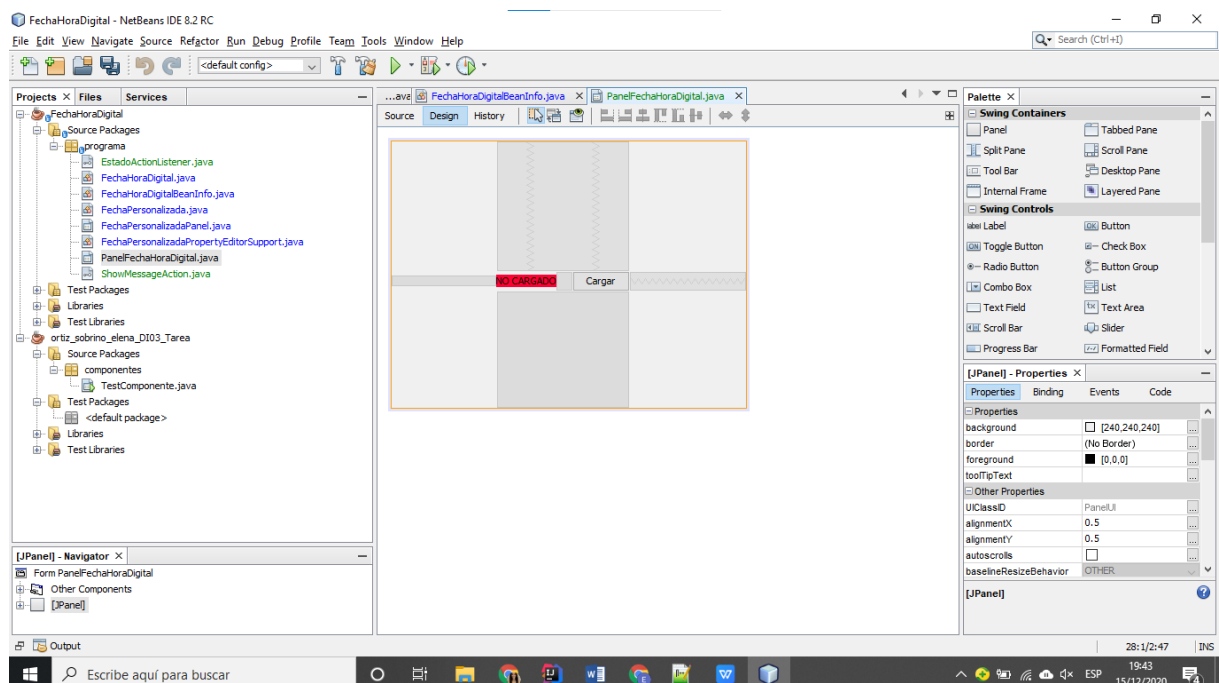 FechaHoraDigital - NetBeans IDE 8.2 RC
File Edit View Navigate Source Refactor Run Debug Profile Team Tools Window Help
Search (Ctrl+I)
<default config>
Projects Files Services
FechaHoraDigital
Source Packages
programa
EstadoActionListener.java
FechaHoraDigital.java
FechaHoraDigitalBeanInfo.java
FechaPersonalizada.java
FechaPersonalizadaPanel.java
FechaPersonalizadaPropertyEditorSupport.java
PanelFechaHoraDigital.java
ShowMessageAction.java
Test Packages
Libraries
Test Libraries
ortiz_sobrino_elena_DI03_Tarea
Source Packages
componentes
TestComponente.java
Test Packages
<default package>
Libraries
Test Libraries
[JPanel] - Navigator
Form PanelFechaHoraDigital
Other Components
[JPanel]
...ava FechaHoraDigitalBeanInfo.java PanelFechaHoraDigital.java
Source Design History
NO CARGADO Cargar
Palette
Swing Containers
Panel Tabbed Pane
Split Pane Scroll Pane
Tool Bar Desktop Pane
Internal Frame Layered Pane
Swing Controls
label Label OK Button
ON Toggle Button Check Box
Radio Button Button Group
Combo Box List
Text Field Text Area
Scroll Bar Slider
Progress Bar Formatted Field
[JPanel] - Properties
Properties Binding Events Code
Properties
background [240,240,240] ...
border (No Border) ...
foreground [0,0,0] ...
toolTipText ...
Other Properties
UIClassID PanelUI ...
alignmentX 0.5 ...
alignmentY 0.5 ...
autoscrolls ...
baselineResizeBehavior OTHER
[JPanel]
Output
28:1/2:47 INS
Escribe aquí para buscar
ESP
19:43
15/12/2020
4